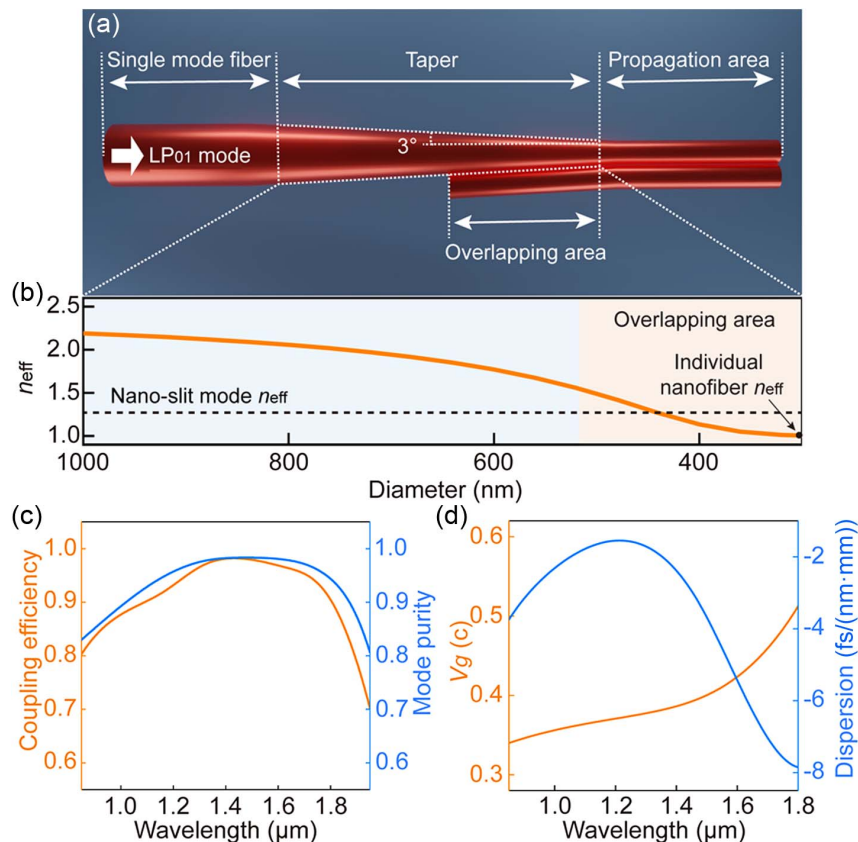 (a)
Single mode fiber
Taper
Propagation area
3°
LP01 mode
Overlapping area
(b)
2.5
2.0
1.5
1.0
neff
Overlapping area
Individual
nanofiber neff
Nano-slit mode neff
1000
800
600
400
Diameter (nm)
(c)
1.0
0.9
0.8
0.7
0.6
Coupling efficiency
1.0
0.9
0.8
0.7
0.6
Mode purity
1.0
1.2
1.4
1.6
1.8
Wavelength (μm)
(d)
0.6
0.5
0.4
0.3
Vg (c)
-2
-4
-6
-8
Dispersion (fs/(nm·mm))
1.0
1.2
1.4
1.6
1.8
Wavelength (μm)